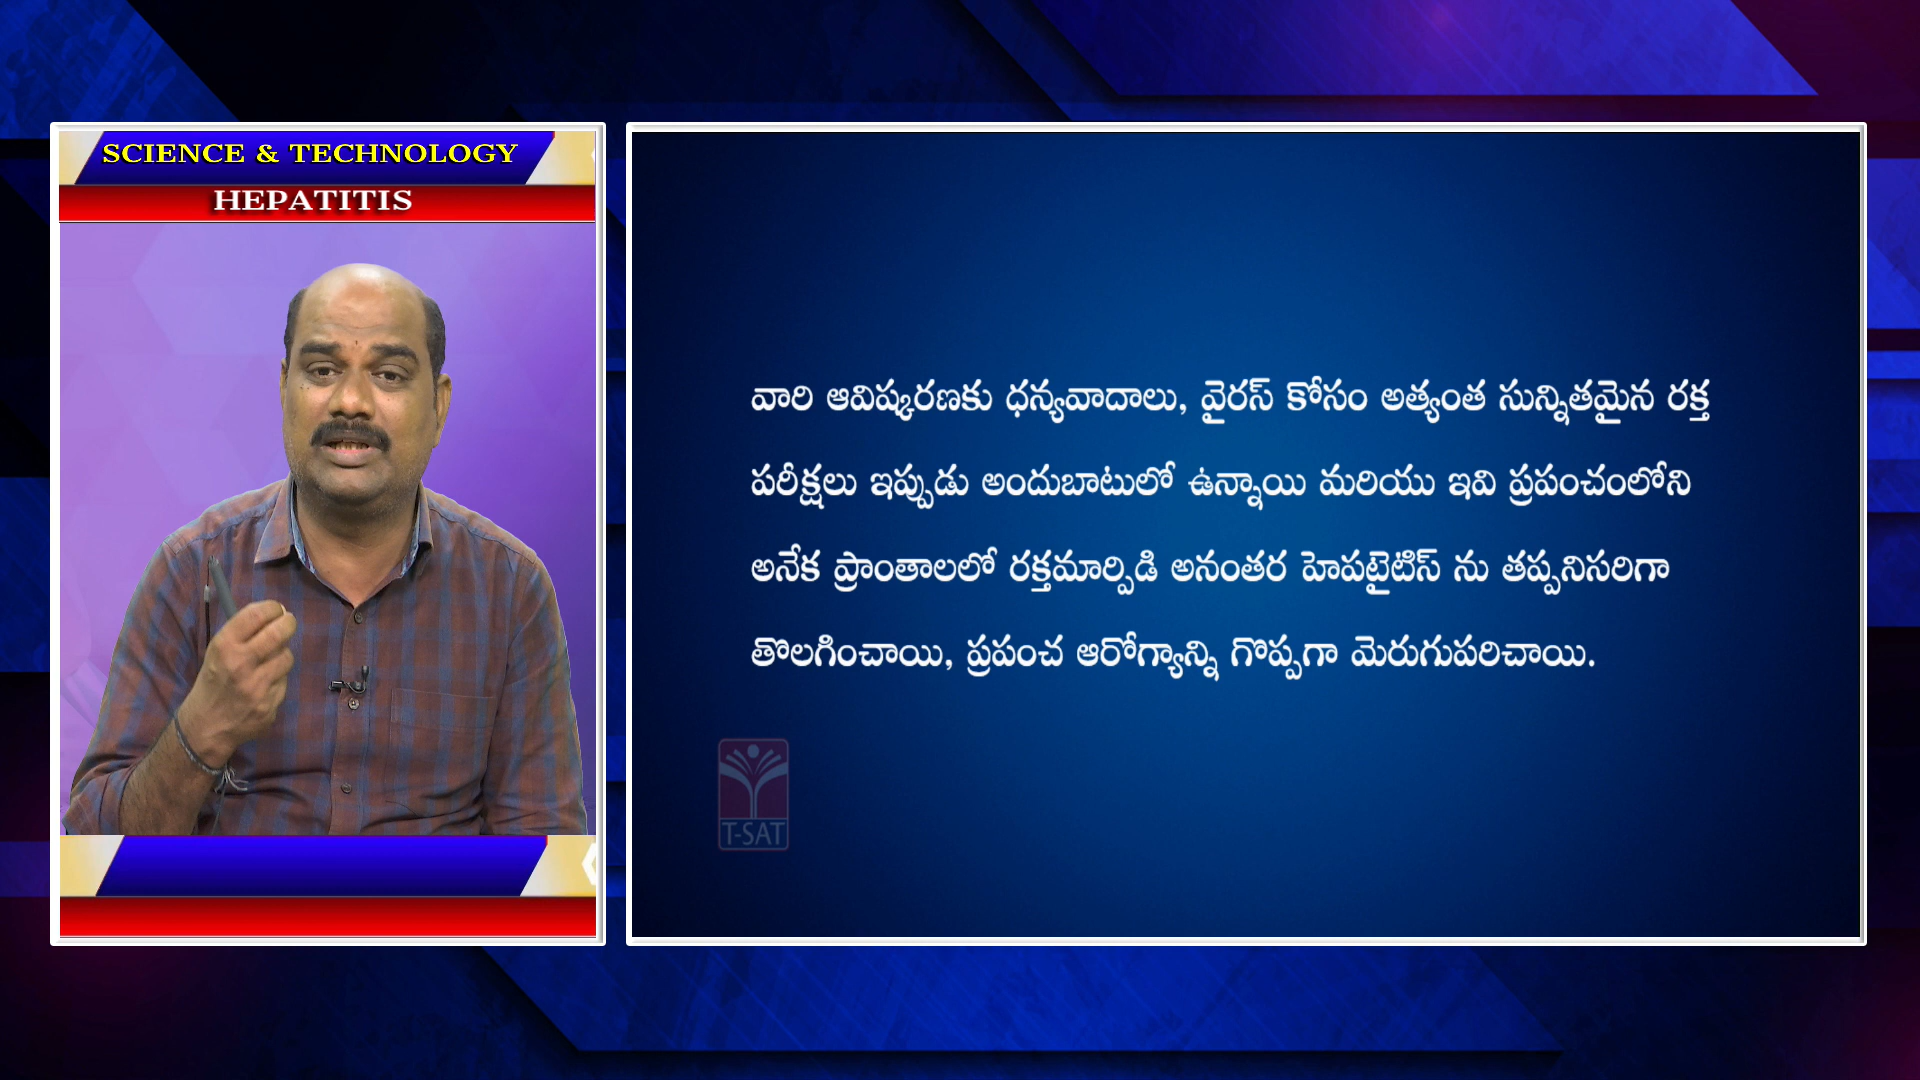 SCIENCE & TECHNOLOGY
HEPATITIS
వారి ఆవిష్కరణకు ధన్యవాదాలు, వైరస్ కోసం అత్యంత సున్నితమైన రక్త
పరీక్షలు ఇప్పుడు అందుబాటులో ఉన్నాయి మరియు ఇవి ప్రపంచంలోని
అనేక ప్రాంతాలలో రక్తమార్పిడి అనంతర హెపటైటిస్ ను తప్పనిసరిగా
తొలగించాయి, ప్రపంచ ఆరోగ్యాన్ని గొప్పగా మెరుగుపరిచాయి.
T-SAT